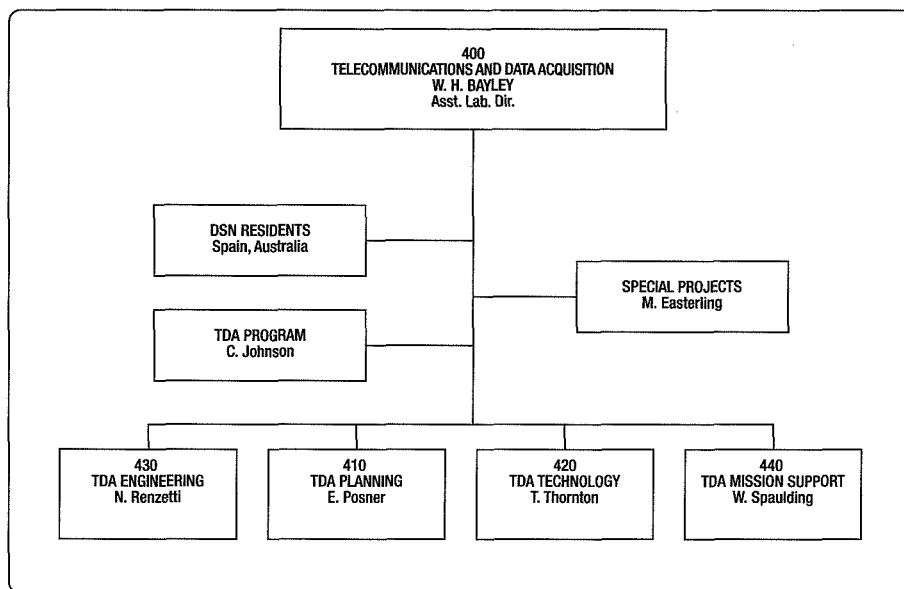 400
TELECOMMUNICATIONS AND DATA ACQUISITION
W. H. BAYLEY
Asst. Lab. Dir.
DSN RESIDENTS
Spain, Australia
SPECIAL PROJECTS
M. Easterling
TDA PROGRAM
C. Johnson
430
TDA ENGINEERING
N. Renzetti
410
TDA PLANNING
E. Posner
420
TDA TECHNOLOGY
T. Thornton
440
TDA MISSION SUPPORT
W. Spaulding